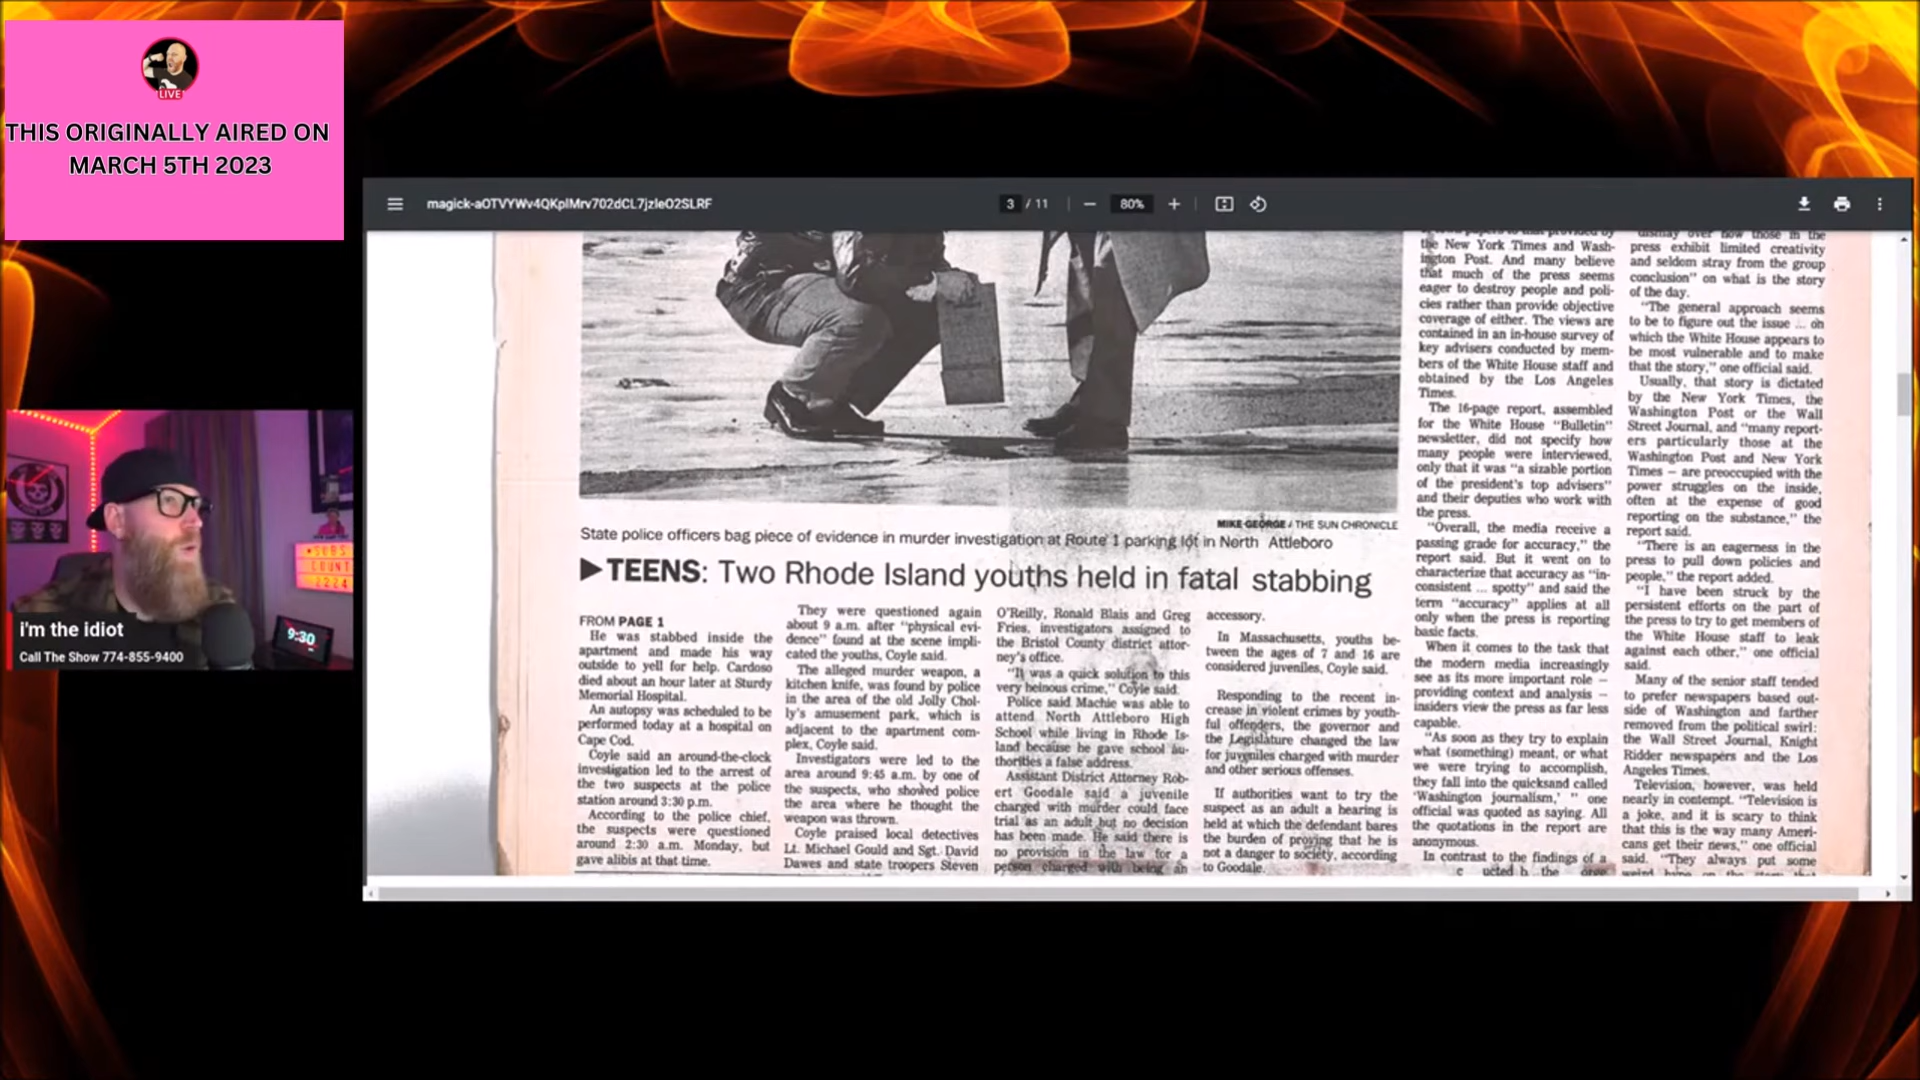 LIVE
THIS ORIGINALLY AIRED ON
MARCH 5TH 2023
magick-aOTVYWv4QKplMrv702dCL7jzleO2SLRF
3 / 11
80%
MIKE GEORGE / THE SUN CHRONICLE
State police officers bag piece of evidence in murder investigation at Route 1 parking lot in North Attleboro
▶TEENS: Two Rhode Island youths held in fatal stabbing
FROM PAGE 1
He was stabbed inside the
apartment and made his way
outside to yell for help. Cardoso
died about an hour later at Sturdy
Memorial Hospital.
An autopsy was scheduled to be
performed today at a hospital on
Cape Cod.
Coyle said an around-the-clock
investigation led to the arrest of
the two suspects at the police
station around 3:30 p.m.
According to the police chief,
the suspects were questioned
around 2:30 a.m. Monday, but
gave alibis at that time.
They were questioned again
about 9 a.m. after "physical evi-
dence" found at the scene impli-
cated the youths, Coyle said.
The alleged murder weapon, a
kitchen knife, was found by police
in the area of the old Jolly Chol-
ly's amusement park, which is
adjacent to the apartment com-
plex, Coyle said.
Investigators were led to the
area around 9:45 a.m. by one of
the suspects, who showed police
the area where he thought the
weapon was thrown.
Coyle praised local detectives
Lt. Michael Gould and Sgt. David
Dawes and state troopers Steven
O'Reilly, Ronald Blais and Greg
Fries, investigators assigned to
the Bristol County district attor-
ney's office.
"It was a quick solution to this
very heinous crime," Coyle said.
Police said Machie was able to
attend North Attleboro High
School while living in Rhode Is-
land because he gave school au-
thorities a false address.
Assistant District Attorney Rob-
ert Goodale said a juvenile
charged with murder could face
trial as an adult but no decision
has been made. He said there is
no provision in the law for a
person charged with being an
accessory.
In Massachusetts, youths be-
tween the ages of 7 and 16 are
considered juveniles, Coyle said.
Responding to the recent in-
crease in violent crimes by youth-
ful offenders, the governor and
the Legislature changed the law
for juveniles charged with murder
and other serious offenses.
If authorities want to try the
suspect as an adult a hearing is
held at which the defendant bares
the burden of proving that he is
not a danger to society, according
to Goodale.
the New York Times and Wash-
ington Post. And many believe
that much of the press seems
eager to destroy people and poli-
cies rather than provide objective
coverage of either. The views are
contained in an in-house survey of
key advisers conducted by mem-
bers of the White House staff and
obtained by the Los Angeles
Times.
The 16-page report, assembled
for the White House "Bulletin"
newsletter, did not specify how
many people were interviewed,
only that it was "a sizable portion
of the president's top advisers"
and their deputies who work with
the press.
"Overall, the media receive a
passing grade for accuracy," the
report said. But it went on to
characterize that accuracy as "in-
consistent ... spotty" and said the
term "accuracy" applies at all
only when the press is reporting
basic facts.
When it comes to the task that
the modern media increasingly
see as its more important role —
providing context and analysis —
insiders view the press as far less
capable.
"As soon as they try to explain
what (something) meant, or what
we were trying to accomplish,
they fall into the quicksand called
'Washington journalism,' " one
official was quoted as saying. All
the quotations in the report are
anonymous.
In contrast to the findings of a
dismay over how those in the
press exhibit limited creativity
and seldom stray from the group
conclusion" on what is the story
of the day.
"The general approach seems
to be to figure out the issue ... on
which the White House appears to
be most vulnerable and to make
that the story," one official said.
Usually, that story is dictated
by the New York Times, the
Washington Post or the Wall
Street Journal, and "many report-
ers particularly those at the
Washington Post and New York
Times — are preoccupied with the
power struggles on the inside,
often at the expense of good
reporting on the substance," the
report said.
"There is an eagerness in the
press to pull down policies and
people," the report added.
"I have been struck by the
persistent efforts on the part of
the press to try to get members of
the White House staff to leak
against each other," one official
said.
Many of the senior staff tended
to prefer newspapers based out-
side of Washington and farther
removed from the political swirl:
the Wall Street Journal, Knight
Ridder newspapers and the Los
Angeles Times.
Television, however, was held
nearly in contempt. "Television is
a joke, and it is scary to think
that this is the way many Ameri-
cans get their news," one official
said. "They always put some
SUBS
COUNT
2224
9:30
i'm the idiot
Call The Show 774-855-9400